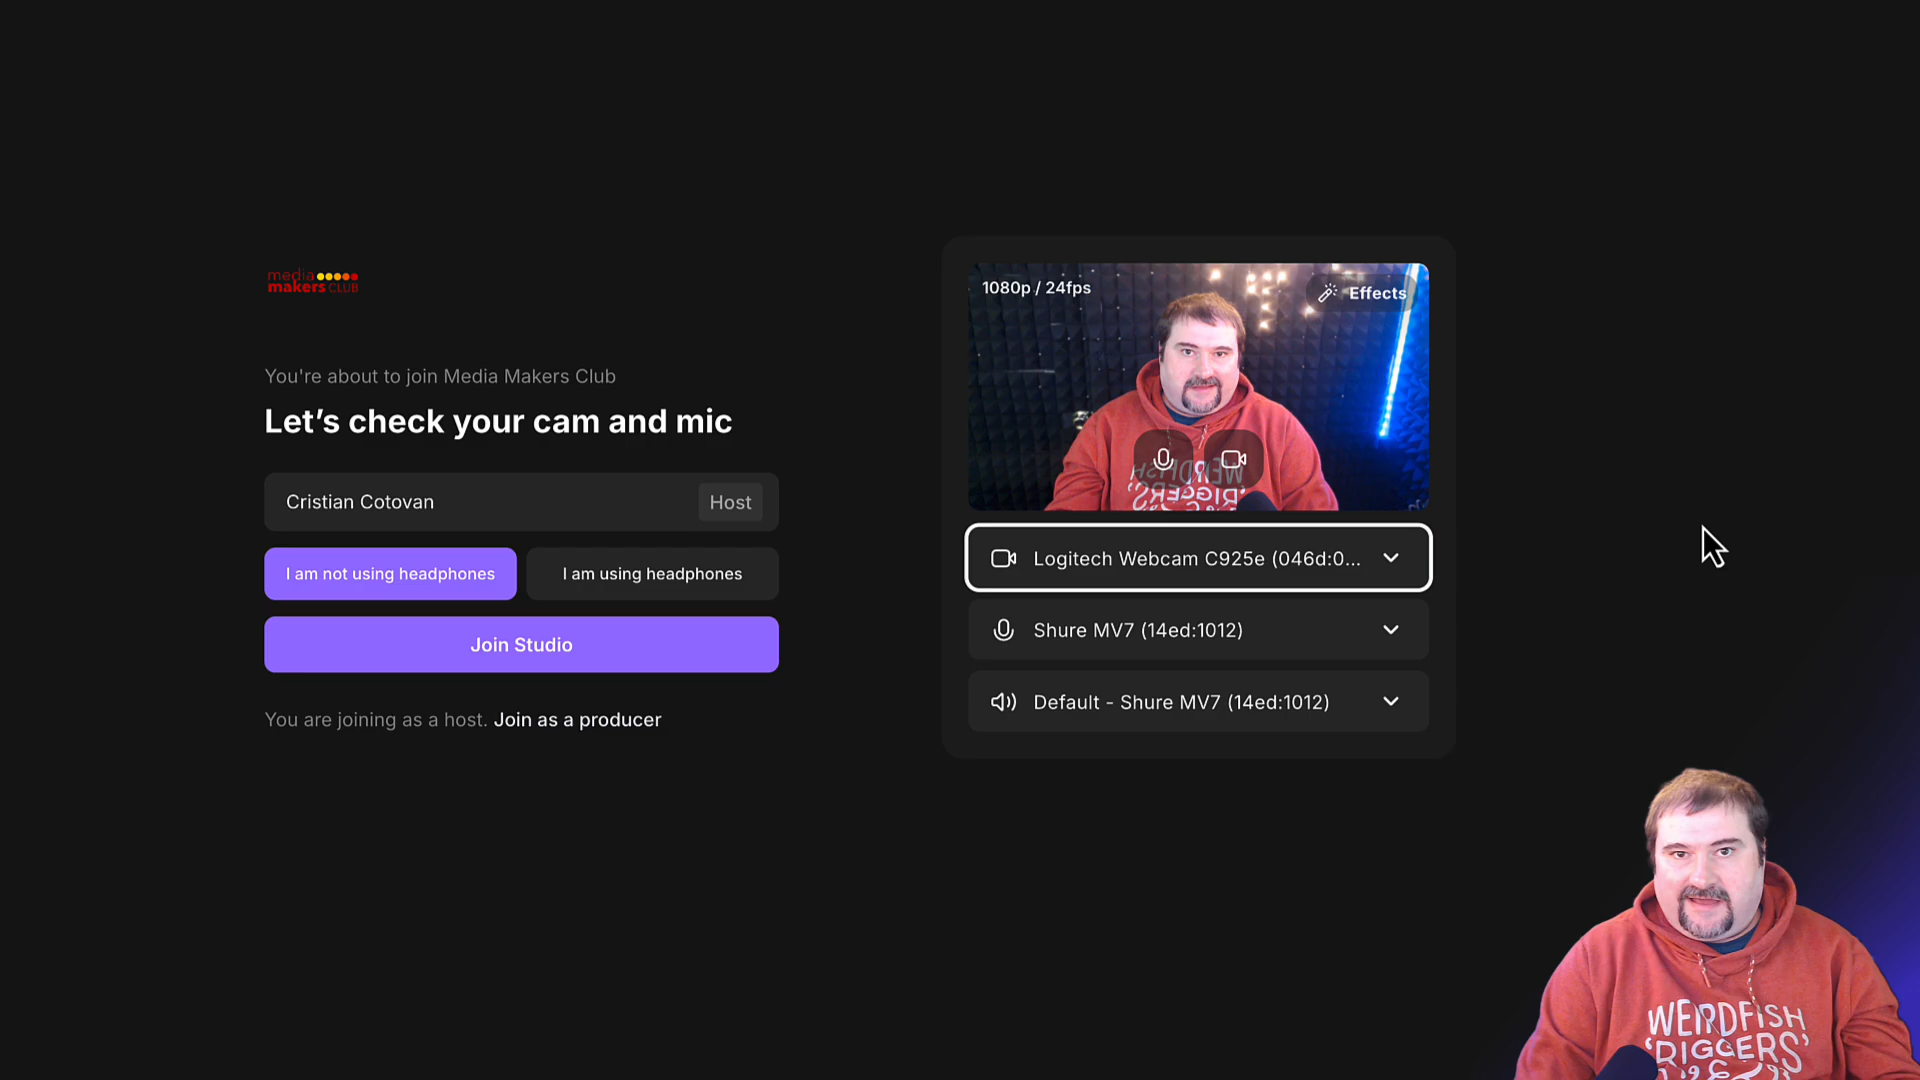 media
makers CLUB
You're about to join Media Makers Club
Let’s check your cam and mic
Cristian Cotovan
Host
I am not using headphones
I am using headphones
Join Studio
You are joining as a host. Join as a producer
1080p / 24fps
Effects
Logitech Webcam C925e (046d:0...
Shure MV7 (14ed:1012)
Default - Shure MV7 (14ed:1012)
WEIRDFISH
‘RIGGERS’